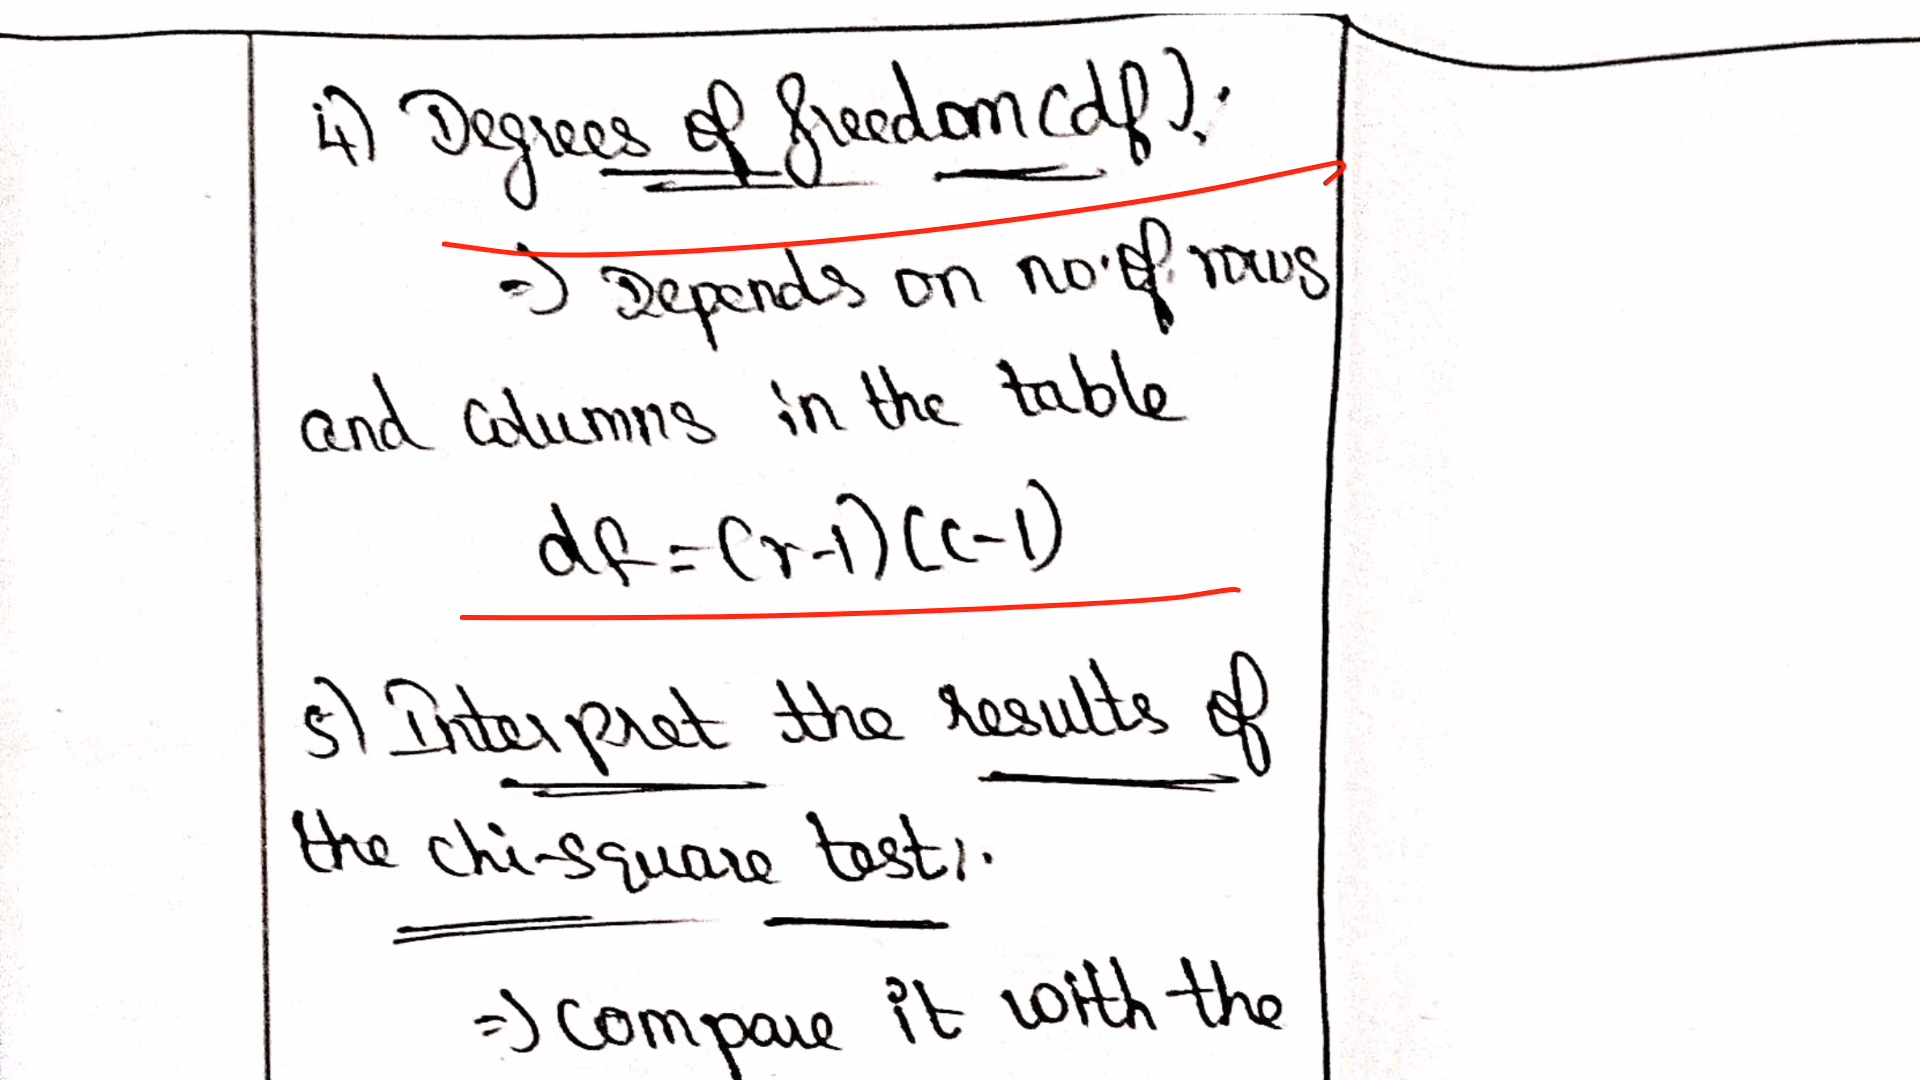 4) Degrees of freedom (df):
=) Depends on no. of rows
and columns in the table
df = (r-1)(c-1)
5) Interpret the results of
the chi-square test:
=) Compare it with the